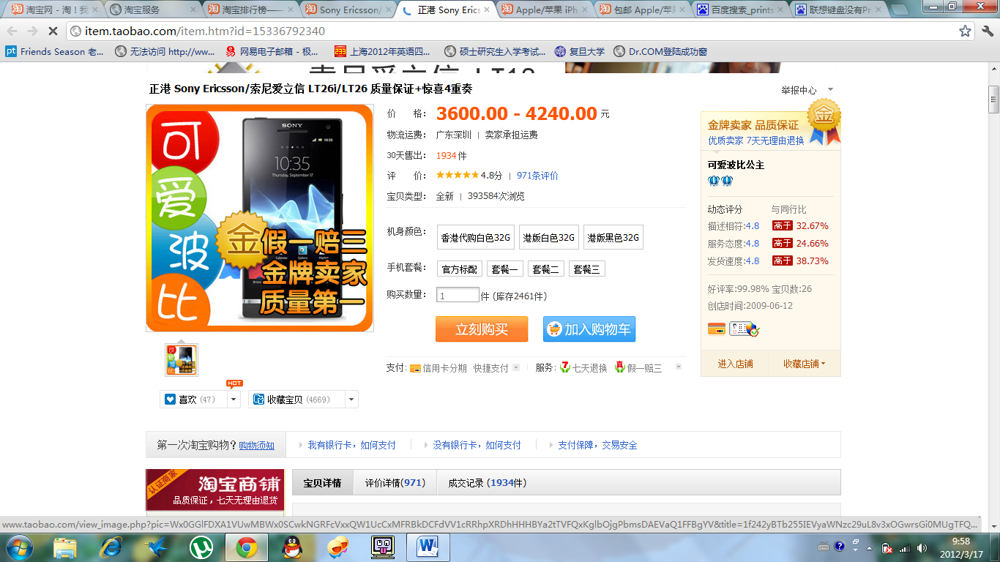 淘宝网 - 淘！我
淘宝服务
淘宝排行榜——
Sony Ericsson/
正港 Sony Erics
Apple/苹果 iPh
包邮 Apple/苹
百度搜索_prints
联想键盘没有Pr
item.taobao.com/item.htm?id=15336792340
Friends Season 老...
无法访问 http://ww...
网易电子邮箱 - 极...
上海2012年英语四...
硕士研究生入学考试...
复旦大学
Dr.COM登陆成功窗
正港 Sony Ericsson/索尼爱立信 LT26i/LT26 质量保证+惊喜4重奏
举报中心
可
爱
波
比
SONY
10:35
Thursday, September 17
金
假一赔三
金牌卖家
质量第一
价 格： 3600.00 - 4240.00 元
物流运费： 广东深圳 | 卖家承担运费
30天售出： 1934 件
评 价： 4.8分 | 971条评价
宝贝类型： 全新 | 393584次浏览
机身颜色： 香港代购白色32G 港版白色32G 港版黑色32G
手机套餐： 官方标配 套餐一 套餐二 套餐三
购买数量： 1 件 (库存2461件)
立刻购买
加入购物车
支付: 信用卡分期 快捷支付
服务: 七天退换 假一赔三
金
金牌卖家 品质保证
优质卖家 7天无理由退换
可爱波比公主
动态评分 与同行比
描述相符:4.8 高于 32.67%
服务态度:4.8 高于 24.66%
发货速度:4.8 高于 38.73%
好评率:99.98% 宝贝数:26
创店时间:2009-06-12
进入店铺
收藏店铺
HOT
喜欢 (47)
收藏宝贝 (4669)
第一次淘宝购物？购物须知
我有银行卡，如何支付
没有银行卡，如何支付
支付保障，交易安全
认证商家
淘宝商铺
品质保证，七天无理由退货
宝贝详情
评价详情(971)
成交记录 (1934件)
9:58
2012/3/17